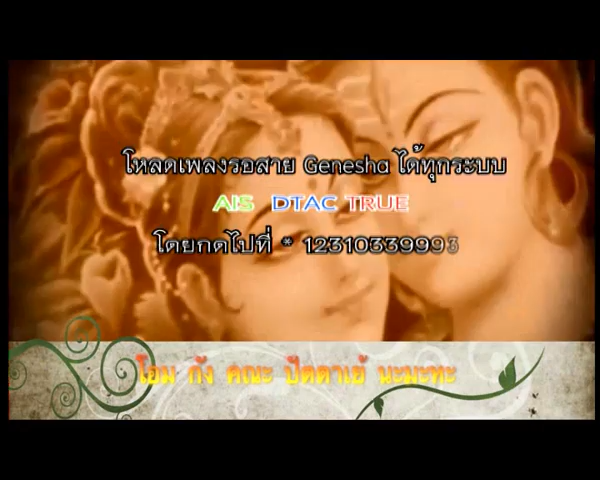 โหลดเพลงรอสาย Genesha ได้ทุกระบบ
AIS DTAC TRUE
โดยกดไปที่ * 12310339993
โอม กัง คณะ ปัตตาเย้ นะมะหะ